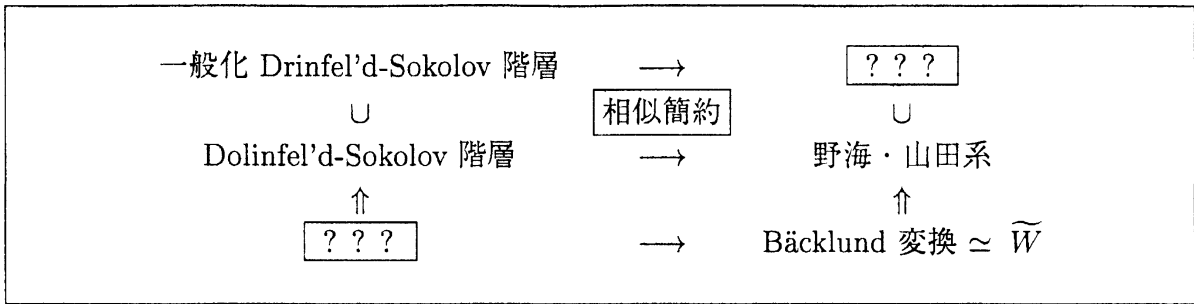 一般化 Drinfel'd-Sokolov 階層 ⟶ ? ? ?
∪ 相似簡約 ∪
Dolinfel'd-Sokolov 階層 ⟶ 野海・山田系
⇑ ⇑
? ? ? ⟶ Bäcklund 変換 ≃ W̃